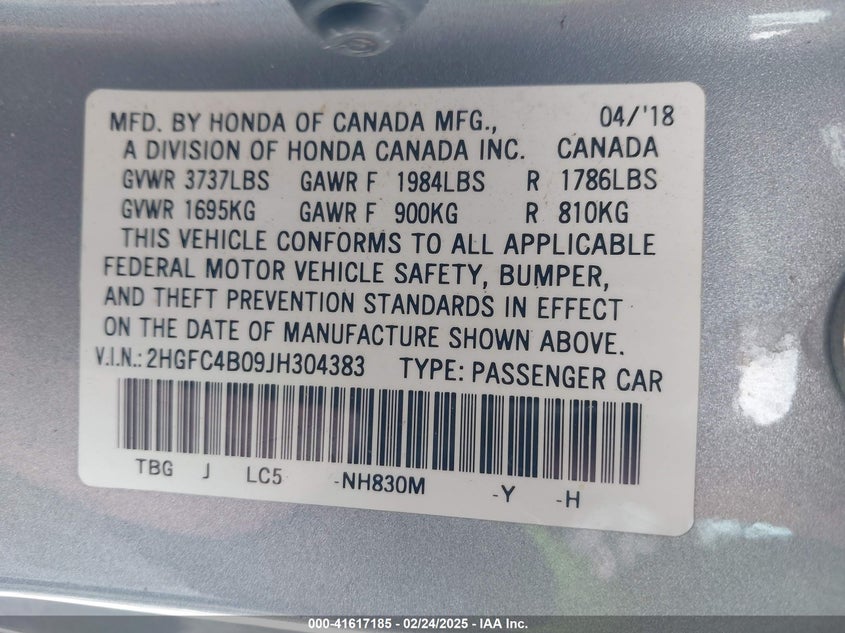 MFD. BY HONDA OF CANADA MFG., 04/'18
A DIVISION OF HONDA CANADA INC. CANADA
GVWR 3737LBS GAWR F 1984LBS R 1786LBS
GVWR 1695KG GAWR F 900KG R 810KG
THIS VEHICLE CONFORMS TO ALL APPLICABLE
FEDERAL MOTOR VEHICLE SAFETY, BUMPER,
AND THEFT PREVENTION STANDARDS IN EFFECT
ON THE DATE OF MANUFACTURE SHOWN ABOVE.
V.I.N.: 2HGFC4B09JH304383 TYPE: PASSENGER CAR
TBG J LC5 -NH830M -Y -H
000-41617185 - 02/24/2025 - IAA Inc.